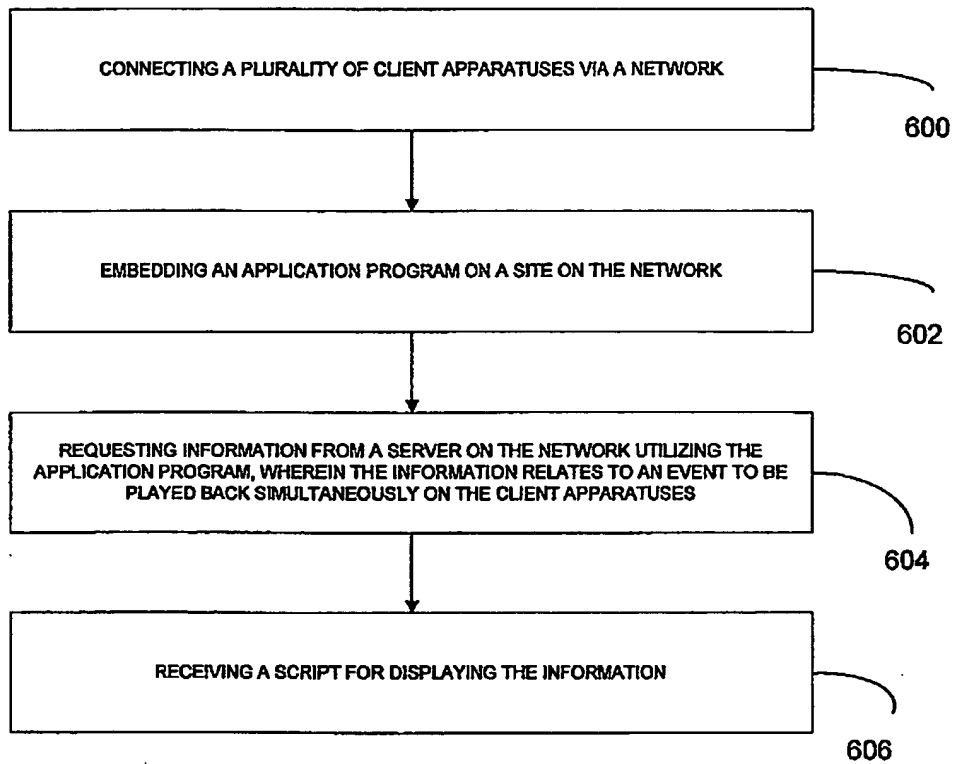 CONNECTING A PLURALITY OF CLIENT APPARATUSES VIA A NETWORK
600
EMBEDDING AN APPLICATION PROGRAM ON A SITE ON THE NETWORK
602
REQUESTING INFORMATION FROM A SERVER ON THE NETWORK UTILIZING THE
APPLICATION PROGRAM, WHEREIN THE INFORMATION RELATES TO AN EVENT TO BE
PLAYED BACK SIMULTANEOUSLY ON THE CLIENT APPARATUSES
604
RECEIVING A SCRIPT FOR DISPLAYING THE INFORMATION
606